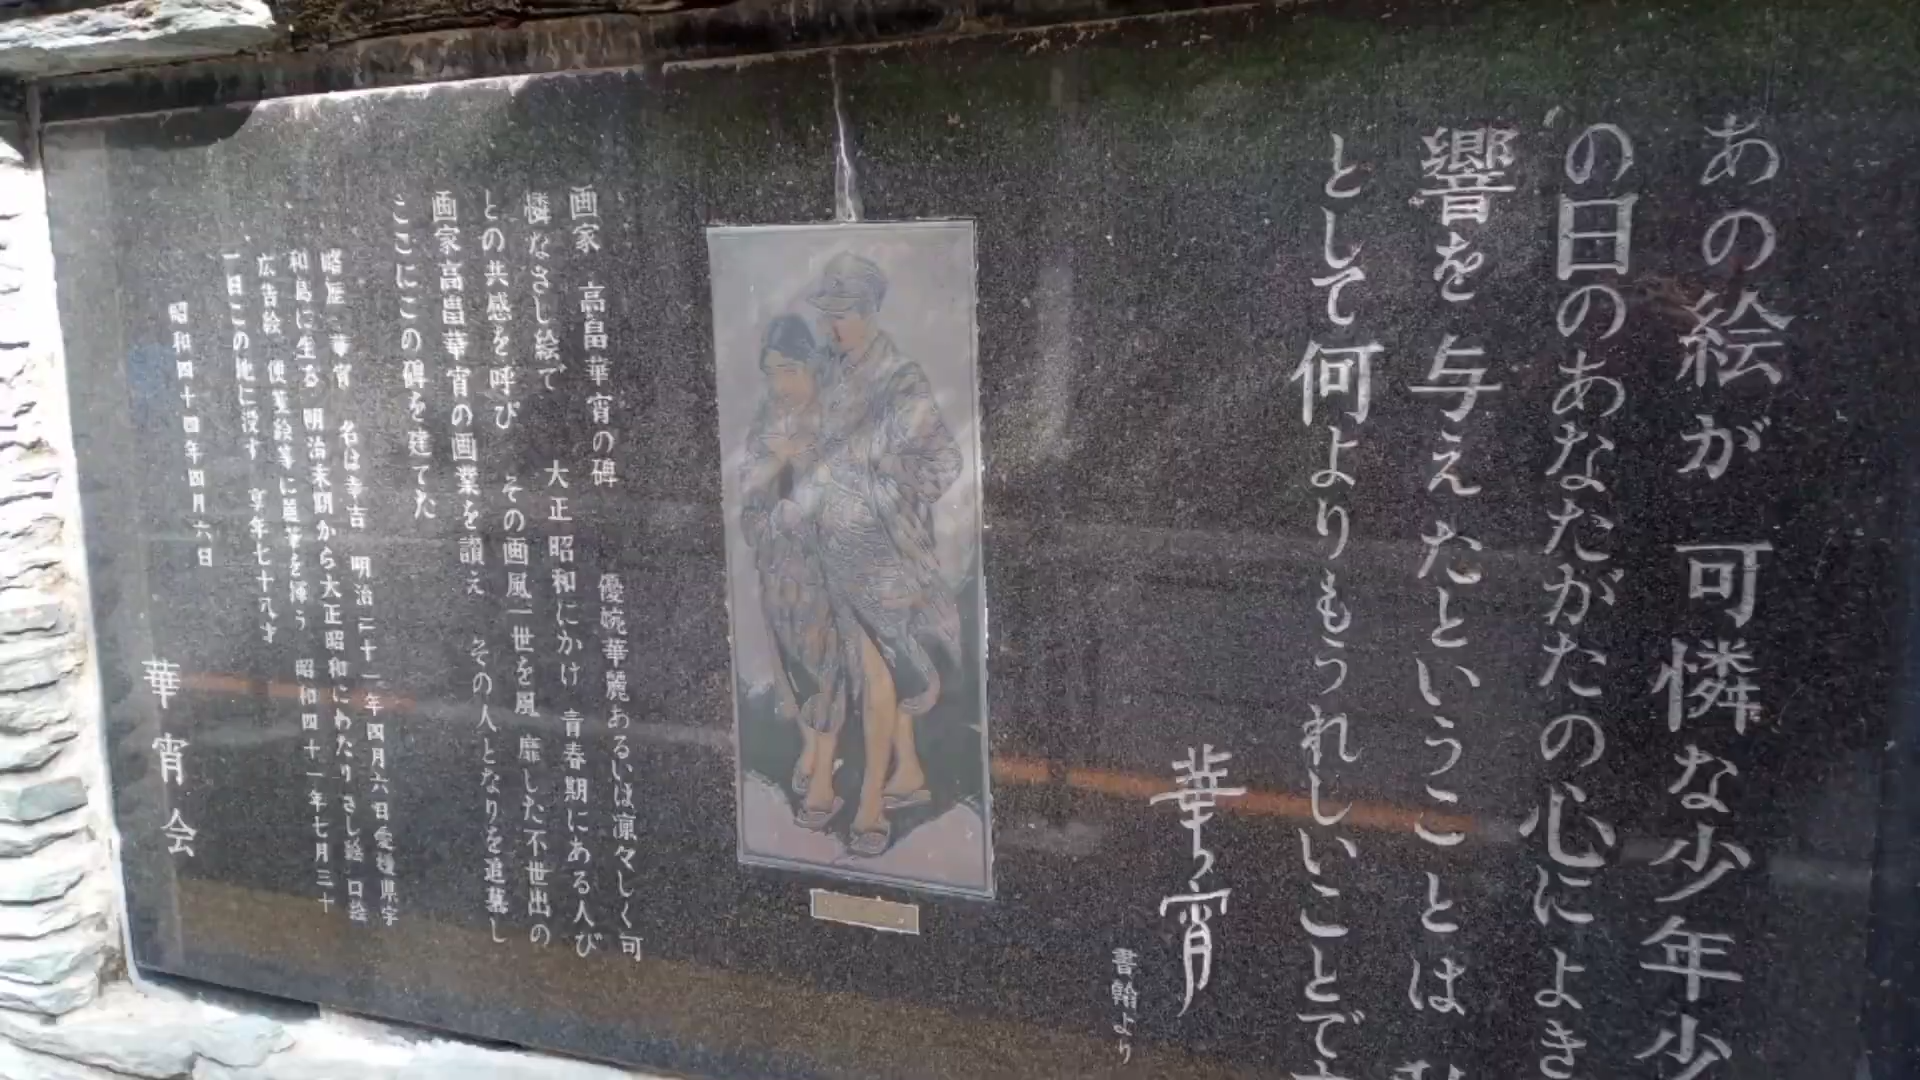 あの絵が可憐な少年少
の日のあなたがたの心によき
響を与えたということは
として何よりもうれしいことで
華宵
書翰より
画家 高畠華宵の碑 優婉華麗あるいは凛々しく可
憐なさし絵で 大正昭和にかけ 青春期にある人び
との共感を呼び その画風一世を風靡した不世出の
画家高畠華宵の画業を讃え その人となりを追慕し
ここにこの碑を建てた
略歴 華宵 名は幸吉 明治二十一年四月六日愛媛県宇
和島に生る 明治末期から大正昭和にわたりさし絵 口絵
広告絵 便箋絵等に画筆を揮う 昭和四十一年七月三十
一日この地に没す 享年七十九才
昭和四十四年四月六日
華宵会